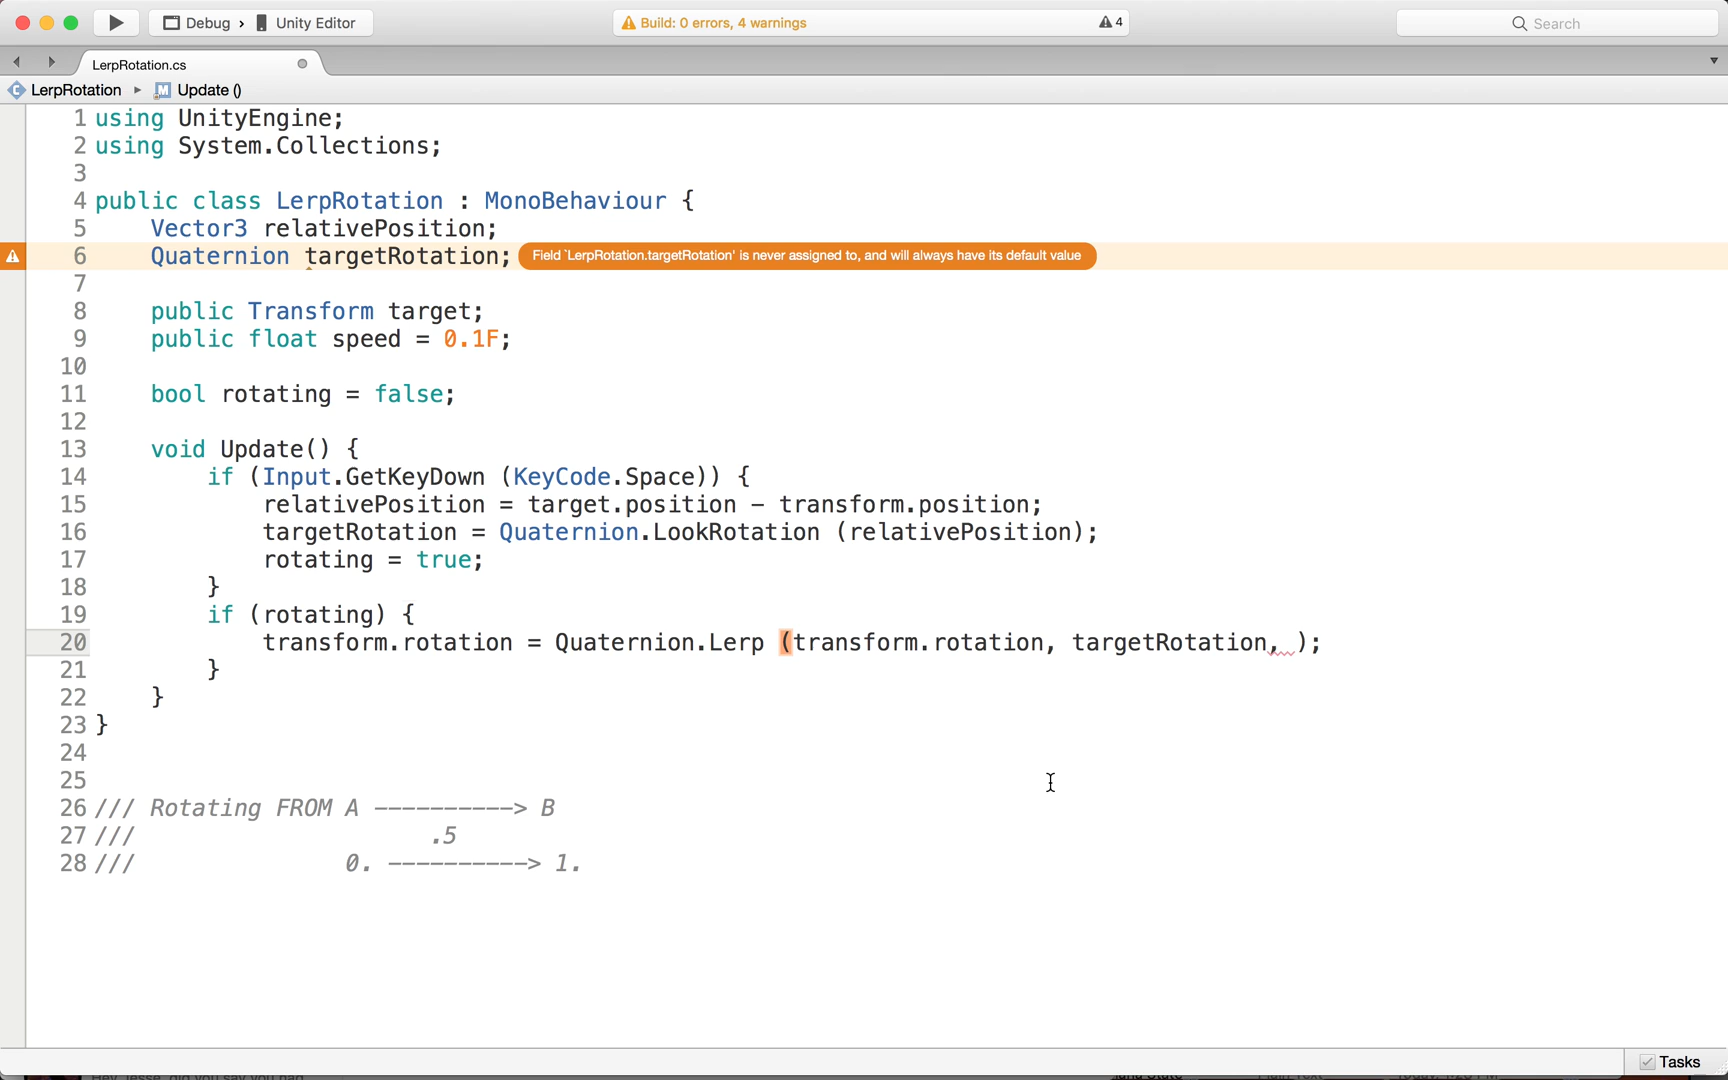 Debug › Unity Editor
Build: 0 errors, 4 warnings
4
Search
LerpRotation.cs
LerpRotation ▸ M Update ()
1 using UnityEngine;
2 using System.Collections;
3
4 public class LerpRotation : MonoBehaviour {
5 Vector3 relativePosition;
6 Quaternion targetRotation; Field `LerpRotation.targetRotation' is never assigned to, and will always have its default value
7
8 public Transform target;
9 public float speed = 0.1F;
10
11 bool rotating = false;
12
13 void Update() {
14 if (Input.GetKeyDown (KeyCode.Space)) {
15 relativePosition = target.position - transform.position;
16 targetRotation = Quaternion.LookRotation (relativePosition);
17 rotating = true;
18 }
19 if (rotating) {
20 transform.rotation = Quaternion.Lerp (transform.rotation, targetRotation, );
21 }
22 }
23 }
24
25
26 /// Rotating FROM A ----------> B
27 /// .5
28 /// 0. ----------> 1.
Tasks